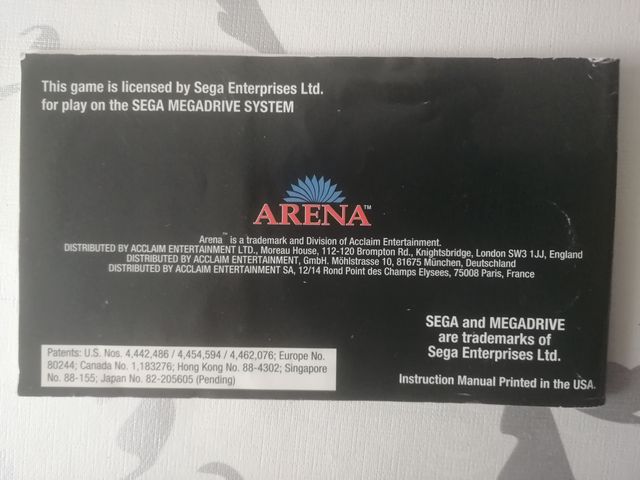 This game is licensed by Sega Enterprises Ltd.
for play on the SEGA MEGADRIVE SYSTEM
ARENA™
Arena™ is a trademark and Division of Acclaim Entertainment.
DISTRIBUTED BY ACCLAIM ENTERTAINMENT LTD., Moreau House, 112-120 Brompton Rd., Knightsbridge, London SW3 1JJ, England
DISTRIBUTED BY ACCLAIM ENTERTAINMENT, GmbH. Möhlstrasse 10, 81675 München, Deutschland
DISTRIBUTED BY ACCLAIM ENTERTAINMENT SA, 12/14 Rond Point des Champs Elysees, 75008 Paris, France
SEGA and MEGADRIVE
are trademarks of
Sega Enterprises Ltd.
Patents: U.S. Nos. 4,442,486 / 4,454,594 / 4,462,076; Europe No.
80244; Canada No. 1,183,276; Hong Kong No. 88-4302; Singapore
No. 88-155; Japan No. 82-205605 (Pending)
Instruction Manual Printed in the USA.